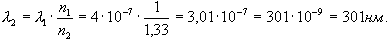 λ₂ = λ₁ · n₁/n₂ = 4 · 10⁻⁷ · 1/1,33 = 3,01 · 10⁻⁷ = 301 · 10⁻⁹ = 301нм.